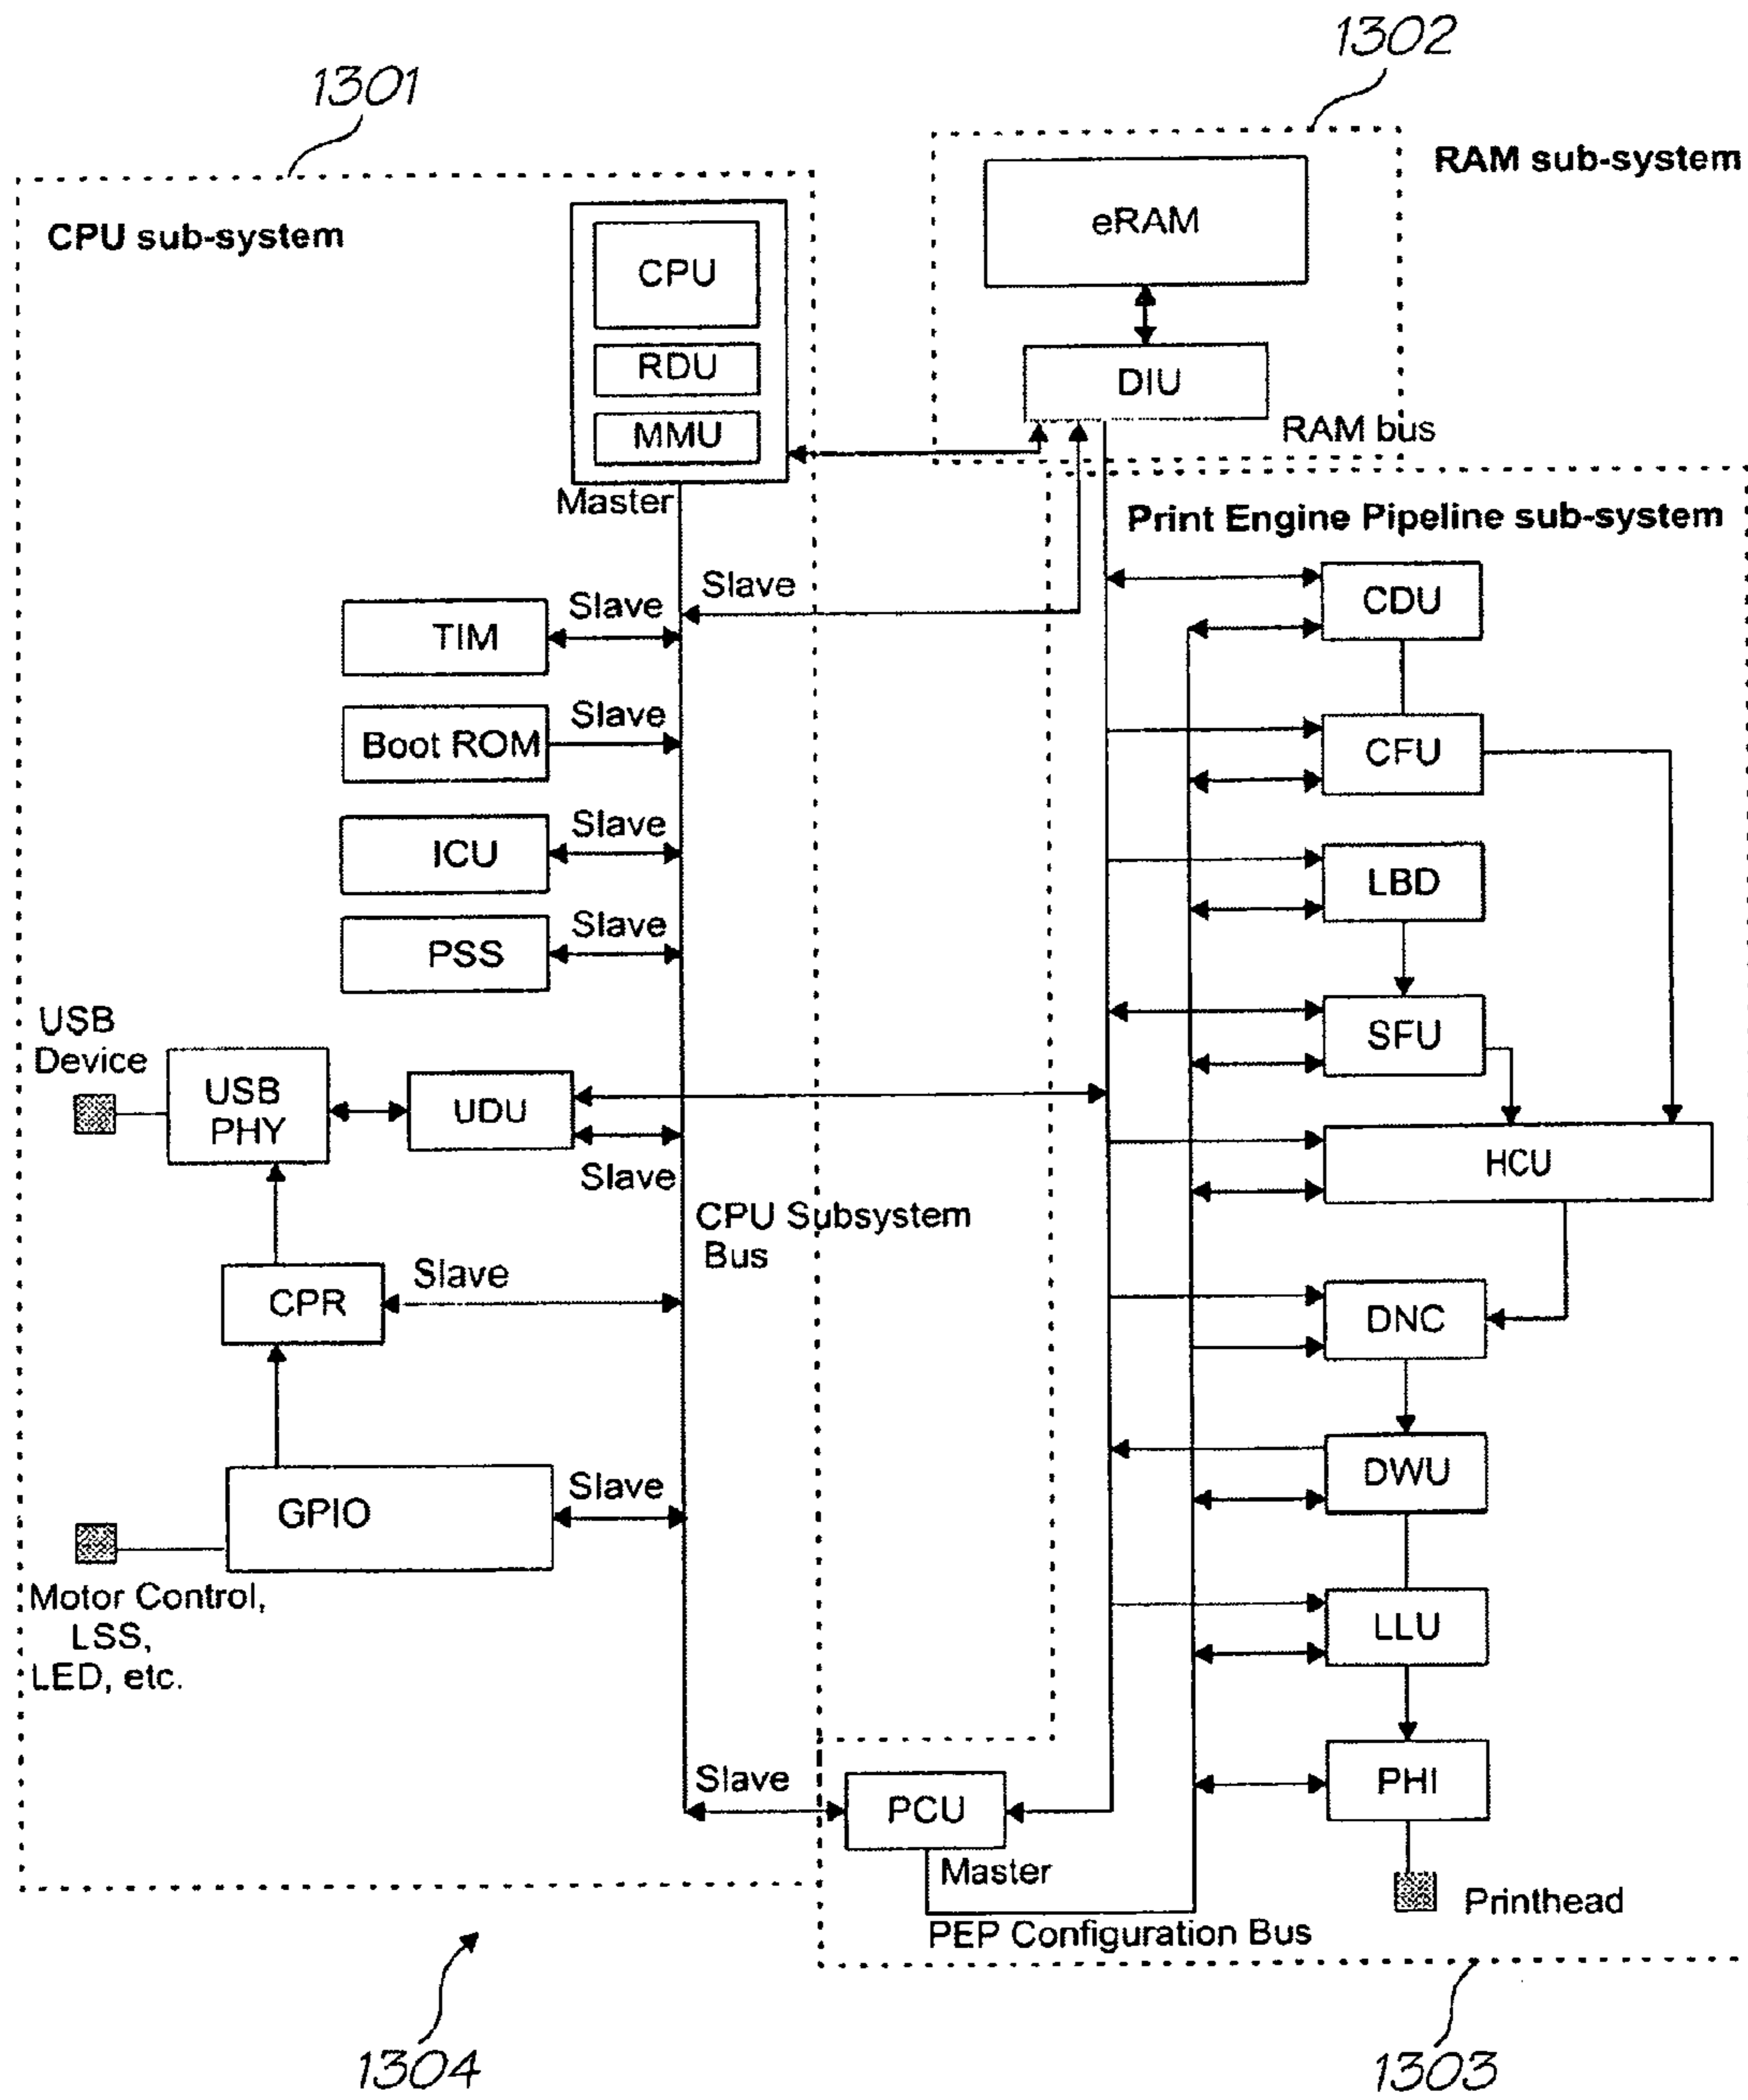 1302
1301
RAM sub-system
CPU sub-system
eRAM
CPU
RDU
DIU
MMU
RAM bus
Master
Print Engine Pipeline sub-system
Slave
Slave
CDU
TIM
Slave
Boot ROM
CFU
Slave
ICU
LBD
Slave
PSS
USB
Device
SFU
USB
PHY
UDU
HCU
Slave
CPU Subsystem
Bus
Slave
CPR
DNC
DWU
Slave
GPIO
Motor Control,
LSS,
LED, etc.
LLU
Slave
PCU
PHI
Master
Printhead
PEP Configuration Bus
1304
1303